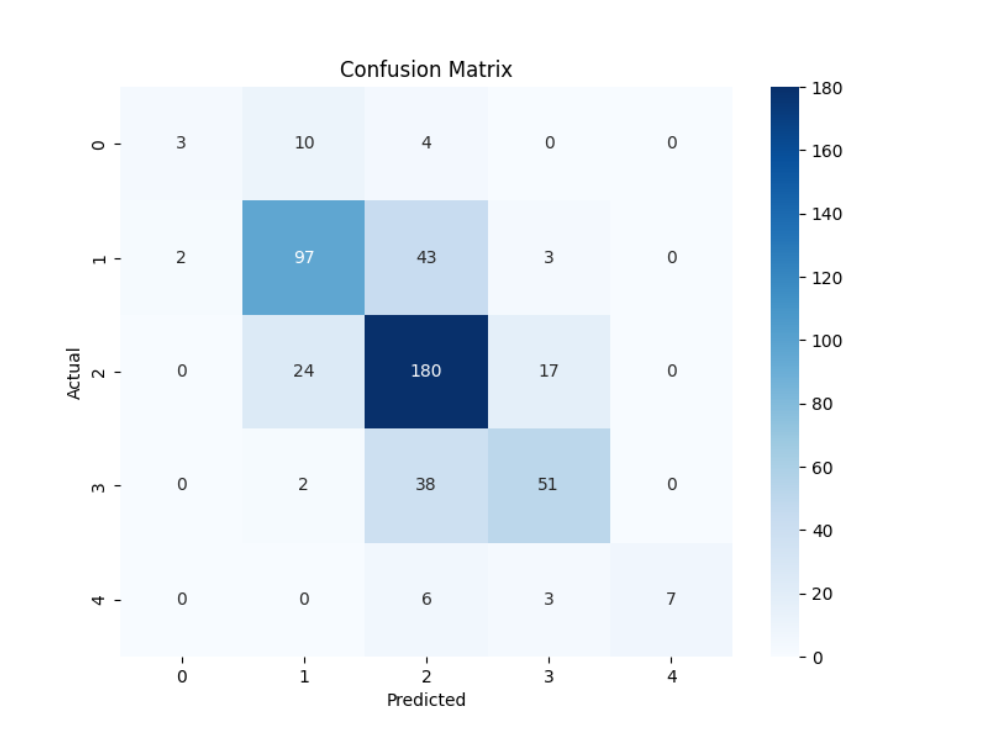 Confusion Matrix
Actual
0 3 10 4 0 0
1 2 97 43 3 0
2 0 24 180 17 0
3 0 2 38 51 0
4 0 0 6 3 7
0 1 2 3 4
Predicted
180
160
140
120
100
80
60
40
20
0